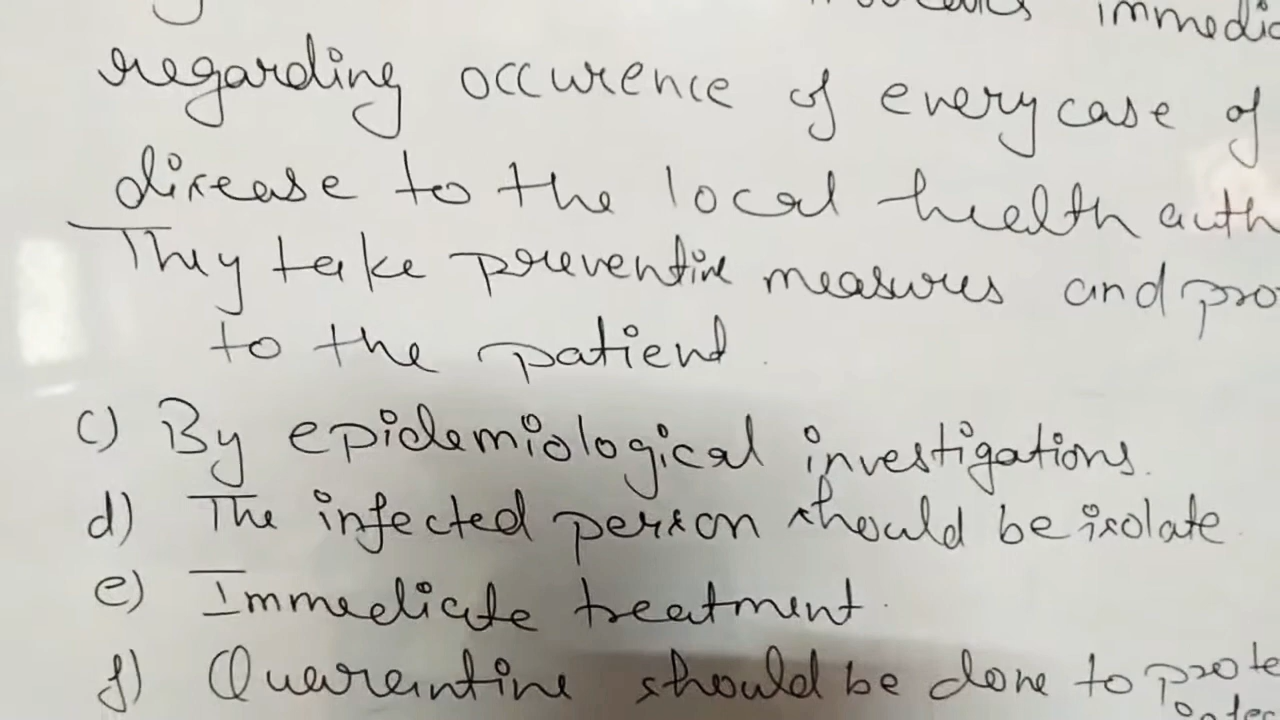 immedia
regarding occurence of every case of
disease to the local health auth
They take preventive measures and pro
to the patient.
c) By epidemiological investigations.
d) The infected person should be isolate.
e) Immediate treatment.
f) Quarantine should be done to prote